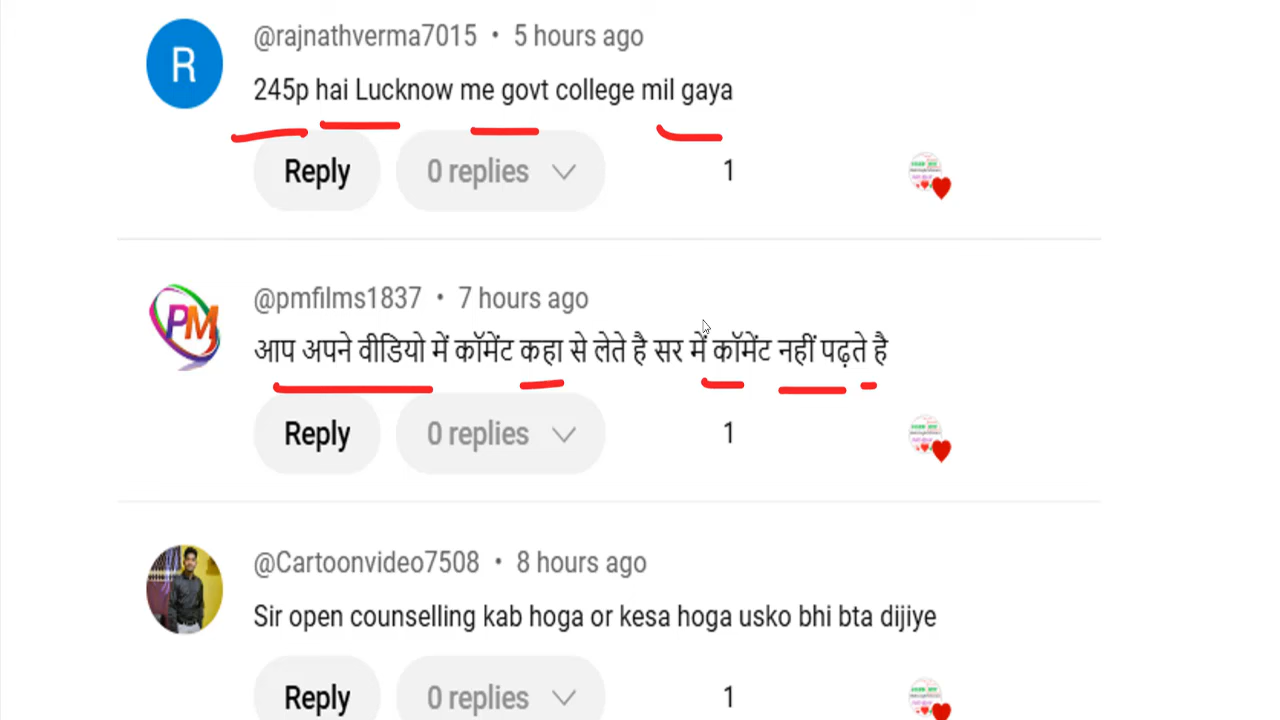 R
@rajnathverma7015 • 5 hours ago
245p hai Lucknow me govt college mil gaya
Reply 0 replies 1
PM
@pmfilms1837 • 7 hours ago
आप अपने वीडियो में कॉमेंट कहा से लेते है सर में कॉमेंट नहीं पढ़ते है
Reply 0 replies 1
@Cartoonvideo7508 • 8 hours ago
Sir open counselling kab hoga or kesa hoga usko bhi bta dijiye
Reply 0 replies 1